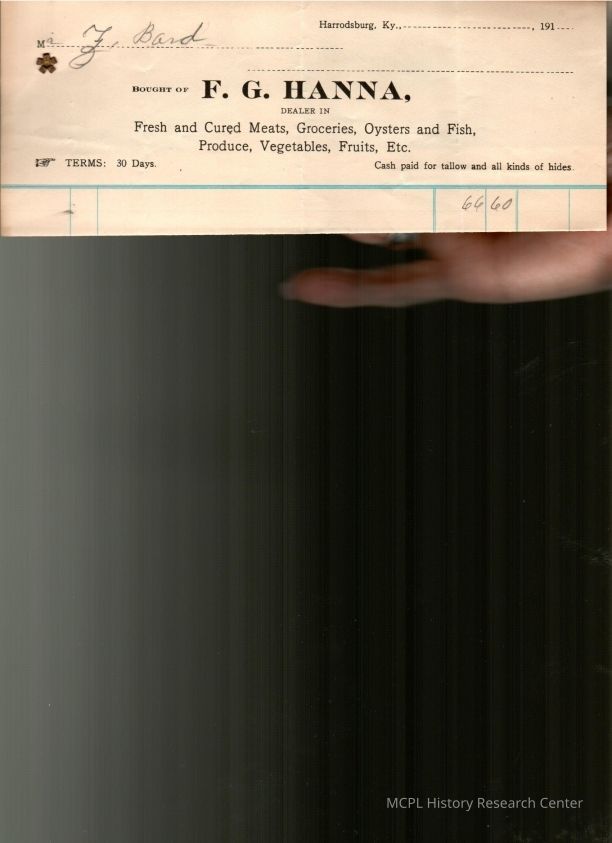 Harrodsburg, Ky., 191
Mr Z. Bard
BOUGHT OF F. G. HANNA,
DEALER IN
Fresh and Cured Meats, Groceries, Oysters and Fish,
Produce, Vegetables, Fruits, Etc.
TERMS: 30 Days. Cash paid for tallow and all kinds of hides.
66 60
MCPL History Research Center